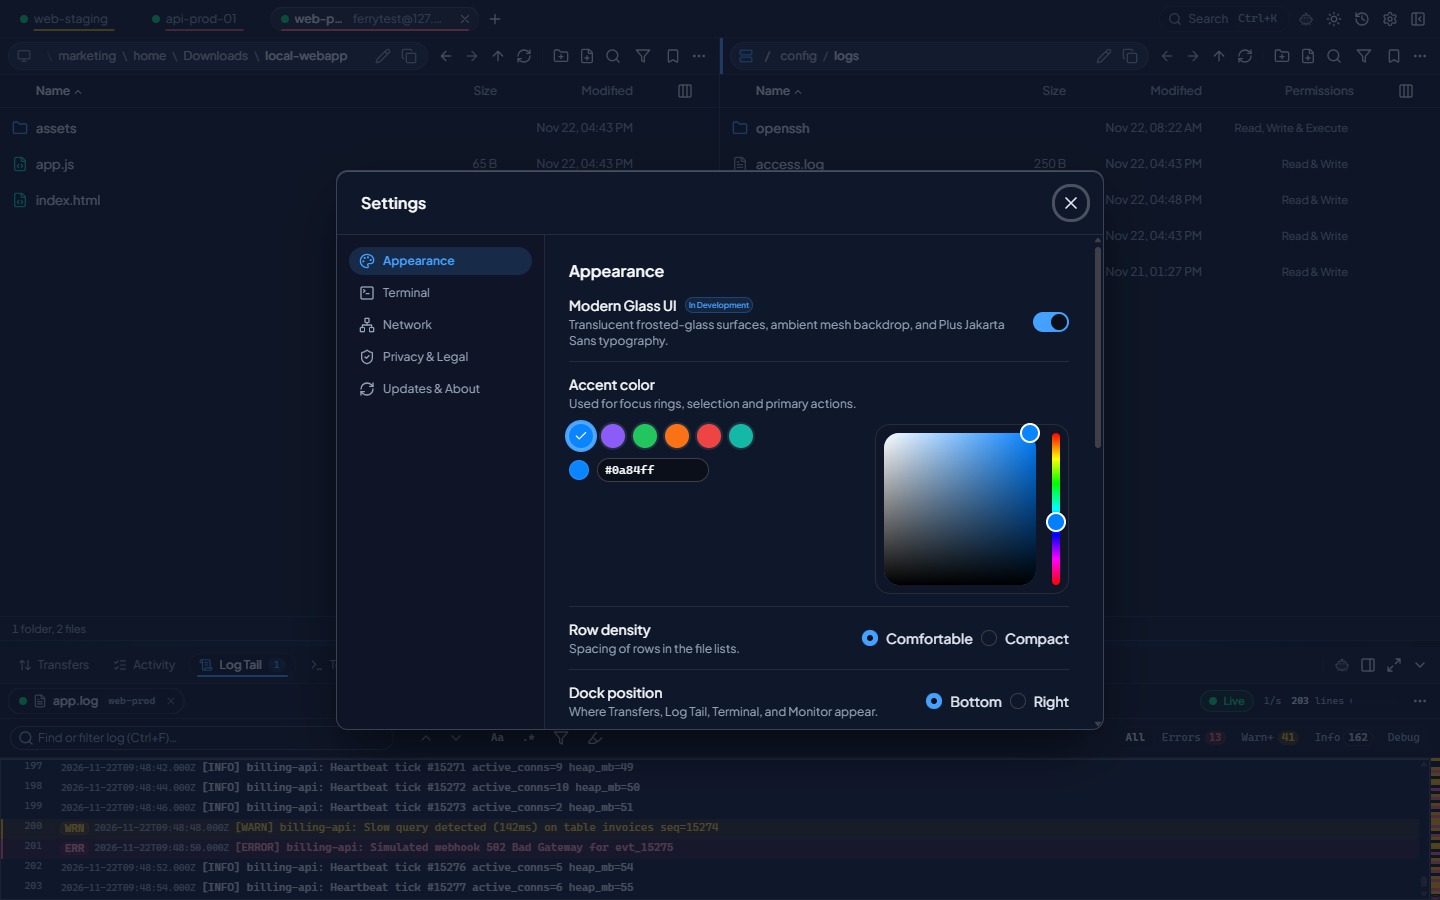 web-staging
api-prod-01
web-p... ferrytest@127....
Search Ctrl+K
\ marketing \ home \ Downloads \ local-webapp
/ config / logs
Name Size Modified
Name Size Modified Permissions
assets Nov 22, 04:43 PM
openssh Nov 22, 08:22 AM Read, Write & Execute
app.js 65 B Nov 22, 04:43 PM
access.log 250 B Nov 22, 04:43 PM Read & Write
index.html
Nov 22, 04:48 PM Read & Write
Nov 22, 04:43 PM Read & Write
Nov 21, 01:27 PM Read & Write
Settings
Appearance
Terminal
Network
Privacy & Legal
Updates & About
Appearance
Modern Glass UI In Development
Translucent frosted-glass surfaces, ambient mesh backdrop, and Plus Jakarta
Sans typography.
Accent color
Used for focus rings, selection and primary actions.
#0a84ff
Row density
Spacing of rows in the file lists.
Comfortable Compact
Dock position
Where Transfers, Log Tail, Terminal, and Monitor appear.
Bottom Right
1 folder, 2 files
Transfers Activity Log Tail 1
app.log web-prod
Live 1/s 203 lines
Find or filter log (Ctrl+F)...
Aa .*
All Errors 13 Warn+ 41 Info 162 Debug
197 2026-11-22T09:48:42.000Z [INFO] billing-api: Heartbeat tick #15271 active_conns=9 heap_mb=49
198 2026-11-22T09:48:44.000Z [INFO] billing-api: Heartbeat tick #15272 active_conns=10 heap_mb=50
199 2026-11-22T09:48:46.000Z [INFO] billing-api: Heartbeat tick #15273 active_conns=2 heap_mb=51
200 WRN 2026-11-22T09:48:48.000Z [WARN] billing-api: Slow query detected (142ms) on table invoices seq=15274
201 ERR 2026-11-22T09:48:50.000Z [ERROR] billing-api: Simulated webhook 502 Bad Gateway for evt_15275
202 2026-11-22T09:48:52.000Z [INFO] billing-api: Heartbeat tick #15276 active_conns=5 heap_mb=54
203 2026-11-22T09:48:54.000Z [INFO] billing-api: Heartbeat tick #15277 active_conns=6 heap_mb=55